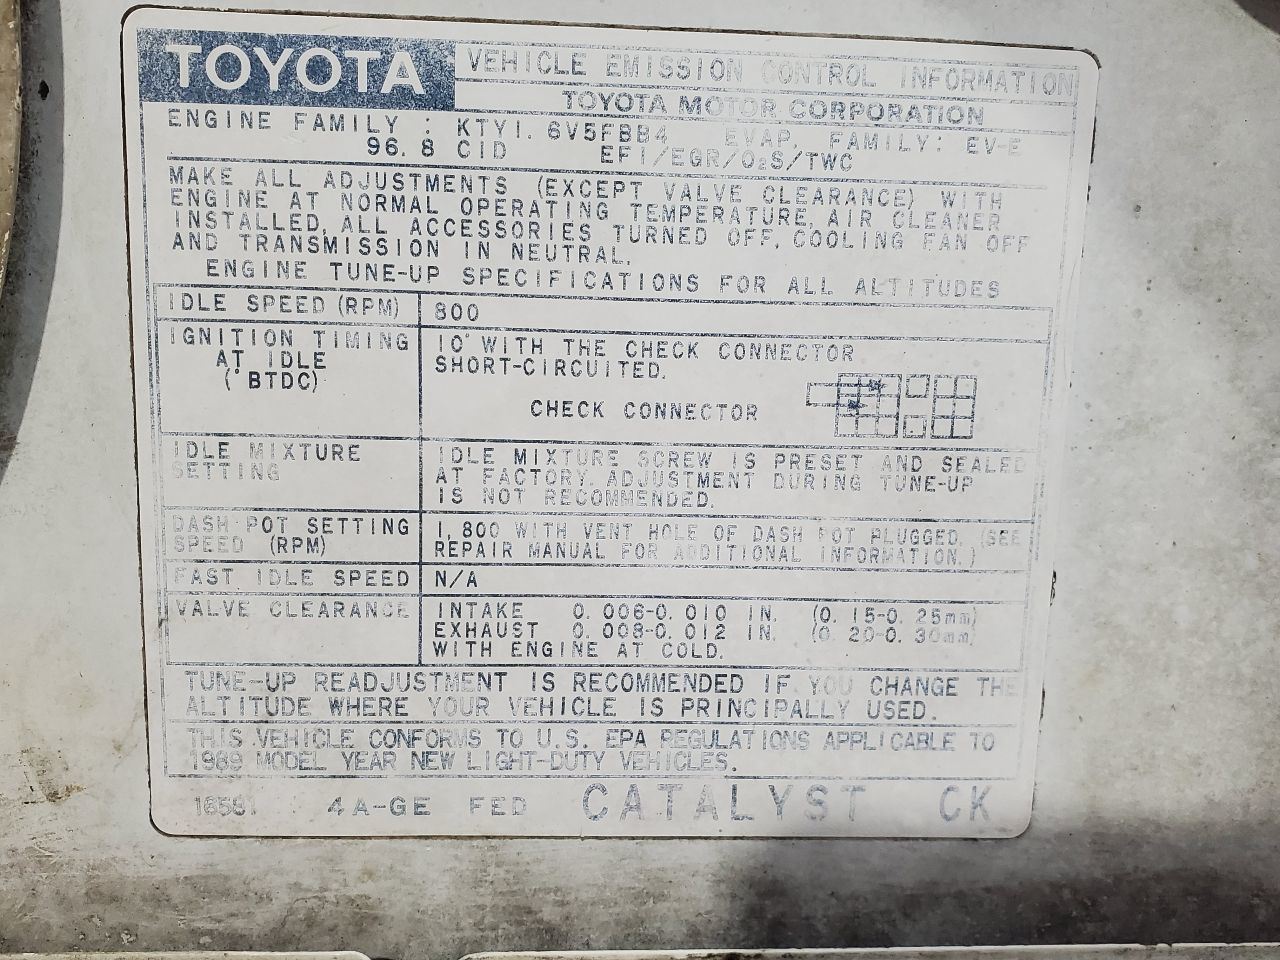 TOYOTA VEHICLE EMISSION CONTROL INFORMATION
TOYOTA MOTOR CORPORATION
ENGINE FAMILY : KTY1.6V5FBB4 EVAP. FAMILY: EV-E
96.8 CID EFI/EGR/O2S/TWC
MAKE ALL ADJUSTMENTS (EXCEPT VALVE CLEARANCE) WITH
ENGINE AT NORMAL OPERATING TEMPERATURE, AIR CLEANER
INSTALLED, ALL ACCESSORIES TURNED OFF, COOLING FAN OFF
AND TRANSMISSION IN NEUTRAL.
ENGINE TUNE-UP SPECIFICATIONS FOR ALL ALTITUDES
IDLE SPEED (RPM) 800
IGNITION TIMING
AT IDLE
(°BTDC)
10° WITH THE CHECK CONNECTOR
SHORT-CIRCUITED.
CHECK CONNECTOR
IDLE MIXTURE
SETTING
IDLE MIXTURE SCREW IS PRESET AND SEALED
AT FACTORY. ADJUSTMENT DURING TUNE-UP
IS NOT RECOMMENDED.
DASH POT SETTING
SPEED (RPM)
1,800 WITH VENT HOLE OF DASH POT PLUGGED. (SEE
REPAIR MANUAL FOR ADDITIONAL INFORMATION.)
FAST IDLE SPEED N/A
VALVE CLEARANCE
INTAKE 0.006-0.010 IN. (0.15-0.25mm)
EXHAUST 0.008-0.012 IN. (0.20-0.30mm)
WITH ENGINE AT COLD.
TUNE-UP READJUSTMENT IS RECOMMENDED IF YOU CHANGE THE
ALTITUDE WHERE YOUR VEHICLE IS PRINCIPALLY USED.
THIS VEHICLE CONFORMS TO U.S. EPA REGULATIONS APPLICABLE TO
1989 MODEL YEAR NEW LIGHT-DUTY VEHICLES.
4A-GE FED CATALYST CK